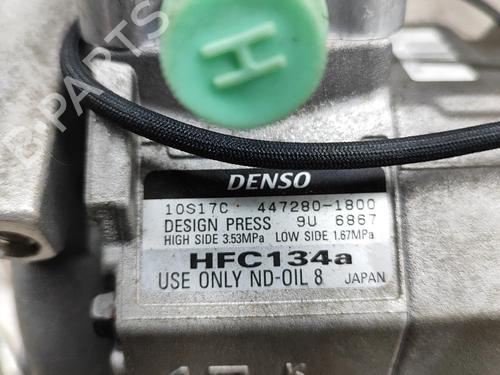 H
DENSO
10S17C 447280-1800
DESIGN PRESS 9U 6867
HIGH SIDE 3.53MPa LOW SIDE 1.67MPa
HFC134a
USE ONLY ND-OIL 8 JAPAN